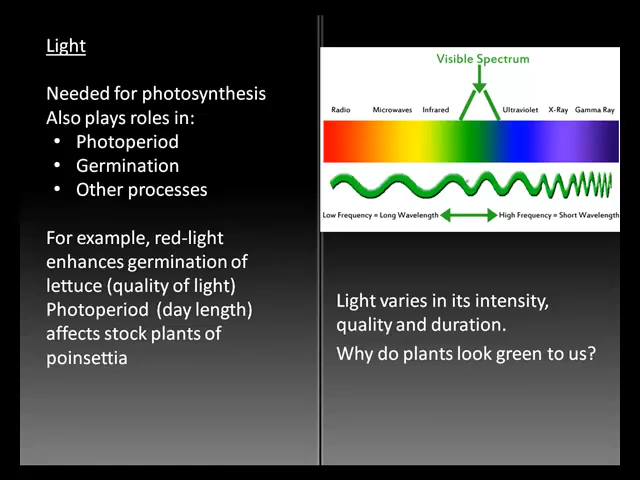 Light
Needed for photosynthesis
Also plays roles in:
• Photoperiod
• Germination
• Other processes
For example, red-light
enhances germination of
lettuce (quality of light)
Photoperiod (day length)
affects stock plants of
poinsettia
Visible Spectrum
Radio Microwaves Infrared Ultraviolet X-Ray Gamma Ray
Low Frequency = Long Wavelength High Frequency = Short Wavelength
Light varies in its intensity,
quality and duration.
Why do plants look green to us?